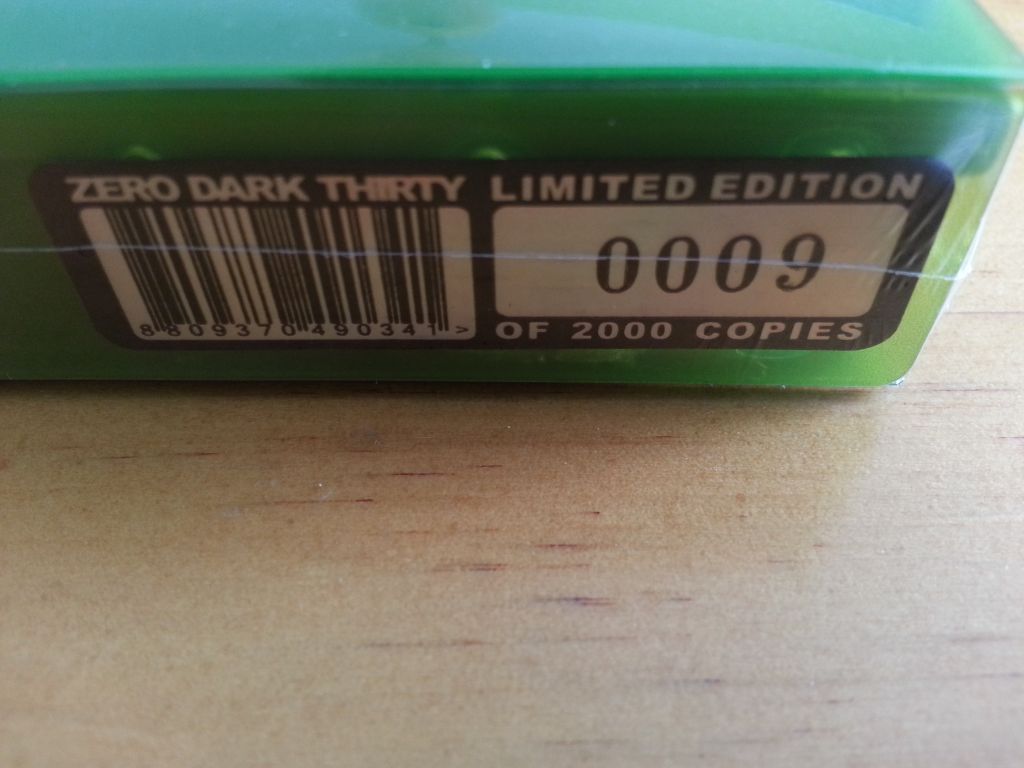 ZERO DARK THIRTY
8809370490341>
LIMITED EDITION
0009
OF 2000 COPIES